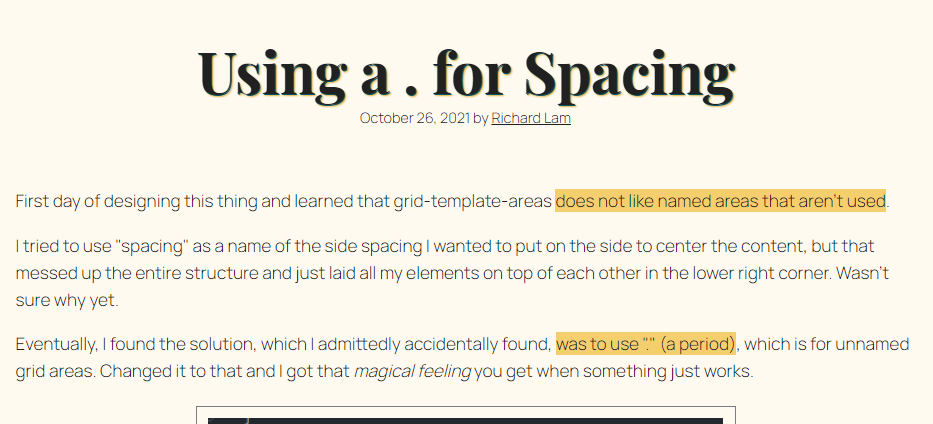 Using a . for Spacing
October 26, 2021 by Richard Lam
First day of designing this thing and learned that grid-template-areas does not like named areas that aren't used.
I tried to use "spacing" as a name of the side spacing I wanted to put on the side to center the content, but that
messed up the entire structure and just laid all my elements on top of each other in the lower right corner. Wasn't
sure why yet.
Eventually, I found the solution, which I admittedly accidentally found, was to use "." (a period), which is for unnamed
grid areas. Changed it to that and I got that magical feeling you get when something just works.